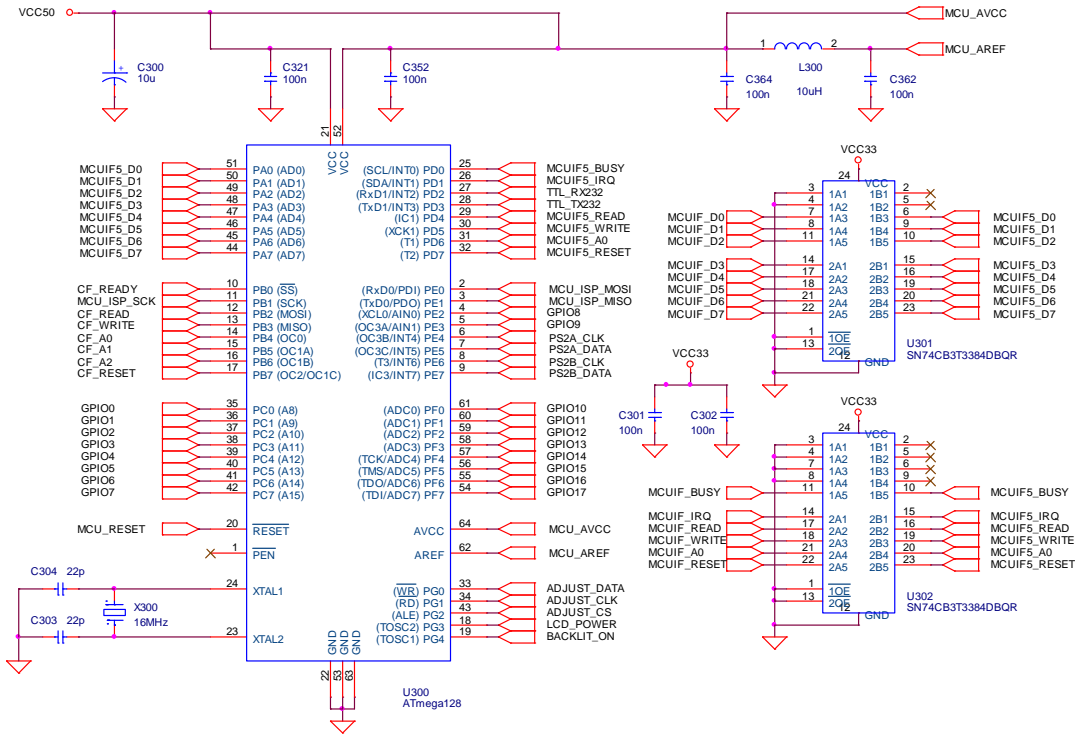 VCC50
MCU_AVCC
MCU_AREF
1 2
L300
10uH
C300
10u
C321
100n
C352
100n
C364
100n
C362
100n
21 52
VCC VCC
MCUIF5_D0 51 PA0 (AD0) (SCL/INT0) PD0 25 MCUIF5_BUSY
MCUIF5_D1 50 PA1 (AD1) (SDA/INT1) PD1 26 MCUIF5_IRQ
MCUIF5_D2 49 PA2 (AD2) (RxD1/INT2) PD2 27 TTL_RX232
MCUIF5_D3 48 PA3 (AD3) (TxD1/INT3) PD3 28 TTL_TX232
MCUIF5_D4 47 PA4 (AD4) (IC1) PD4 29 MCUIF5_READ
MCUIF5_D5 46 PA5 (AD5) (XCK1) PD5 30 MCUIF5_WRITE
MCUIF5_D6 45 PA6 (AD6) (T1) PD6 31 MCUIF5_A0
MCUIF5_D7 44 PA7 (AD7) (T2) PD7 32 MCUIF5_RESET
CF_READY 10 PB0 (SS) (RxD0/PDI) PE0 2 MCU_ISP_MOSI
MCU_ISP_SCK 11 PB1 (SCK) (TxD0/PDO) PE1 3 MCU_ISP_MISO
CF_READ 12 PB2 (MOSI) (XCL0/AIN0) PE2 4 GPIO8
CF_WRITE 13 PB3 (MISO) (OC3A/AIN1) PE3 5 GPIO9
CF_A0 14 PB4 (OC0) (OC3B/INT4) PE4 6 PS2A_CLK
CF_A1 15 PB5 (OC1A) (OC3C/INT5) PE5 7 PS2A_DATA
CF_A2 16 PB6 (OC1B) (T3/INT6) PE6 8 PS2B_CLK
CF_RESET 17 PB7 (OC2/OC1C) (IC3/INT7) PE7 9 PS2B_DATA
GPIO0 35 PC0 (A8) (ADC0) PF0 61 GPIO10
GPIO1 36 PC1 (A9) (ADC1) PF1 60 GPIO11
GPIO2 37 PC2 (A10) (ADC2) PF2 59 GPIO12
GPIO3 38 PC3 (A11) (ADC3) PF3 58 GPIO13
GPIO4 39 PC4 (A12) (TCK/ADC4) PF4 57 GPIO14
GPIO5 40 PC5 (A13) (TMS/ADC5) PF5 56 GPIO15
GPIO6 41 PC6 (A14) (TDO/ADC6) PF6 55 GPIO16
GPIO7 42 PC7 (A15) (TDI/ADC7) PF7 54 GPIO17
MCU_RESET 20 RESET AVCC 64 MCU_AVCC
1 PEN AREF 62 MCU_AREF
C304 22p 24 XTAL1 (WR) PG0 33 ADJUST_DATA
(RD) PG1 34 ADJUST_CLK
X300 (ALE) PG2 43 ADJUST_CS
16MHz (TOSC2) PG3 18 LCD_POWER
C303 22p 23 XTAL2 (TOSC1) PG4 19 BACKLIT_ON
GND GND GND
22 53 63
U300
ATmega128
VCC33
24 VCC
3 1A1 1B1 2
4 1A2 1B2 5
MCUIF_D0 7 1A3 1B3 6 MCUIF5_D0
MCUIF_D1 8 1A4 1B4 9 MCUIF5_D1
MCUIF_D2 11 1A5 1B5 10 MCUIF5_D2
MCUIF_D3 14 2A1 2B1 15 MCUIF5_D3
MCUIF_D4 17 2A2 2B2 16 MCUIF5_D4
MCUIF_D5 18 2A3 2B3 19 MCUIF5_D5
MCUIF_D6 21 2A4 2B4 20 MCUIF5_D6
MCUIF_D7 22 2A5 2B5 23 MCUIF5_D7
1 1OE
13 2OE
12 GND
U301
SN74CB3T3384DBQR
VCC33
C301
100n
C302
100n
VCC33
24 VCC
3 1A1 1B1 2
4 1A2 1B2 5
7 1A3 1B3 6
8 1A4 1B4 9
MCUIF_BUSY 11 1A5 1B5 10 MCUIF5_BUSY
MCUIF_IRQ 14 2A1 2B1 15 MCUIF5_IRQ
MCUIF_READ 17 2A2 2B2 16 MCUIF5_READ
MCUIF_WRITE 18 2A3 2B3 19 MCUIF5_WRITE
MCUIF_A0 21 2A4 2B4 20 MCUIF5_A0
MCUIF_RESET 22 2A5 2B5 23 MCUIF5_RESET
1 1OE
13 2OE
12 GND
U302
SN74CB3T3384DBQR